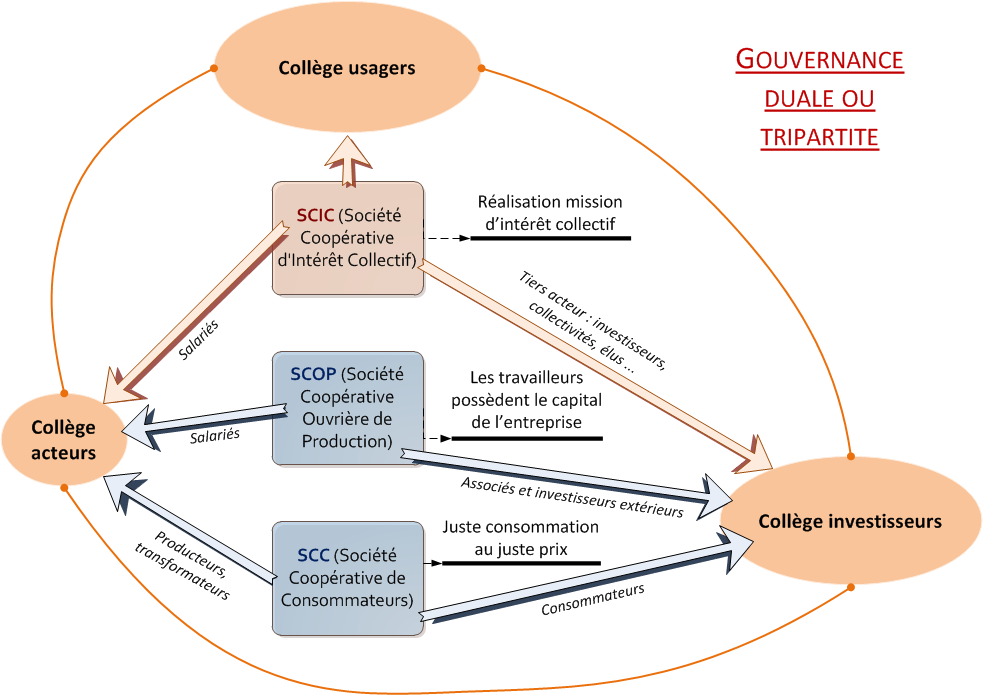 GOUVERNANCE
DUALE OU
TRIPARTITE
Collège usagers
SCIC (Société
Coopérative
d'Intérêt Collectif)
Réalisation mission
d'intérêt collectif
Salariés
Tiers acteur : investisseurs,
collectivités, élus ...
SCOP (Société
Coopérative
Ouvrière de
Production)
Les travailleurs
possèdent le capital
de l'entreprise
Collège
acteurs
Salariés
Associés et investisseurs extérieurs
Collège investisseurs
SCC (Société
Coopérative de
Consommateurs)
Juste consommation
au juste prix
Producteurs,
transformateurs
Consommateurs